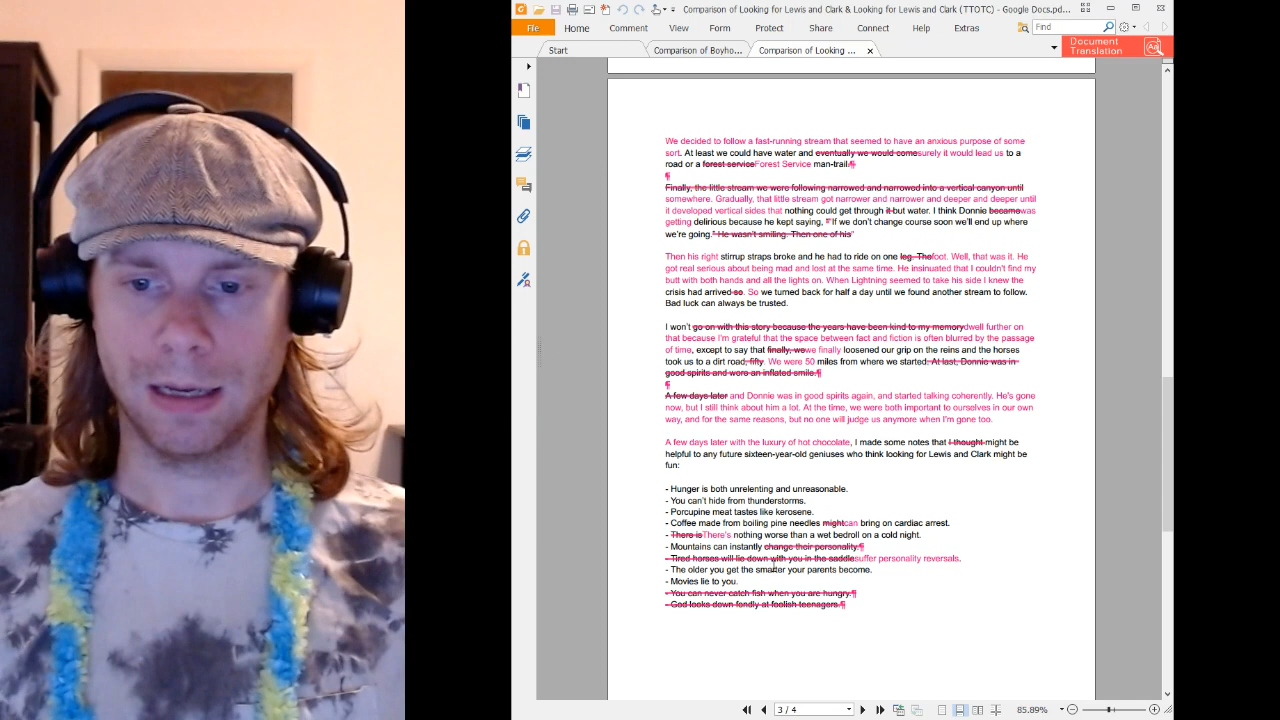 Comparison of Looking for Lewis and Clark & Looking for Lewis and Clark (TTOTC) - Google Docs.pd...
File Home Comment View Form Protect Share Connect Help Extras Find
Start Comparison of Boyho... Comparison of Looking ... Document Translation
We decided to follow a fast-running stream that seemed to have an anxious purpose of some
sort. At least we could have water and eventually we would comesurely it would lead us to a
road or a forest serviceForest Service man-trail.¶
¶
Finally, the little stream we were following narrowed and narrowed into a vertical canyon until
somewhere. Gradually, that little stream got narrower and narrower and deeper and deeper until
it developed vertical sides that nothing could get through it but water. I think Donnie becamewas
getting delirious because he kept saying, "'If we don't change course soon we'll end up where
we're going." He wasn't smiling. Then one of his'
Then his right stirrup straps broke and he had to ride on one leg. Thefoot. Well, that was it. He
got real serious about being mad and lost at the same time. He insinuated that I couldn't find my
butt with both hands and all the lights on. When Lightning seemed to take his side I knew the
crisis had arrived so. So we turned back for half a day until we found another stream to follow.
Bad luck can always be trusted.
I won't go on with this story because the years have been kind to my memorydwell further on
that because I'm grateful that the space between fact and fiction is often blurred by the passage
of time, except to say that finally, wewe finally loosened our grip on the reins and the horses
took us to a dirt road, fifty. We were 50 miles from where we started. At last, Donnie was in
good spirits and wore an inflated smile.¶
¶
A few days later and Donnie was in good spirits again, and started talking coherently. He's gone
now, but I still think about him a lot. At the time, we were both important to ourselves in our own
way, and for the same reasons, but no one will judge us anymore when I'm gone too.
A few days later with the luxury of hot chocolate, I made some notes that I thought might be
helpful to any future sixteen-year-old geniuses who think looking for Lewis and Clark might be
fun:
- Hunger is both unrelenting and unreasonable.
- You can't hide from thunderstorms.
- Porcupine meat tastes like kerosene.
- Coffee made from boiling pine needles mightcan bring on cardiac arrest.
- There isThere's nothing worse than a wet bedroll on a cold night.
- Mountains can instantly change their personality.¶
- Tired horses will lie down with you in the saddlesuffer personality reversals.
- The older you get the smarter your parents become.
- Movies lie to you.
- You can never catch fish when you are hungry.¶
- God looks down fondly at foolish teenagers.¶
3 / 4 85.89%